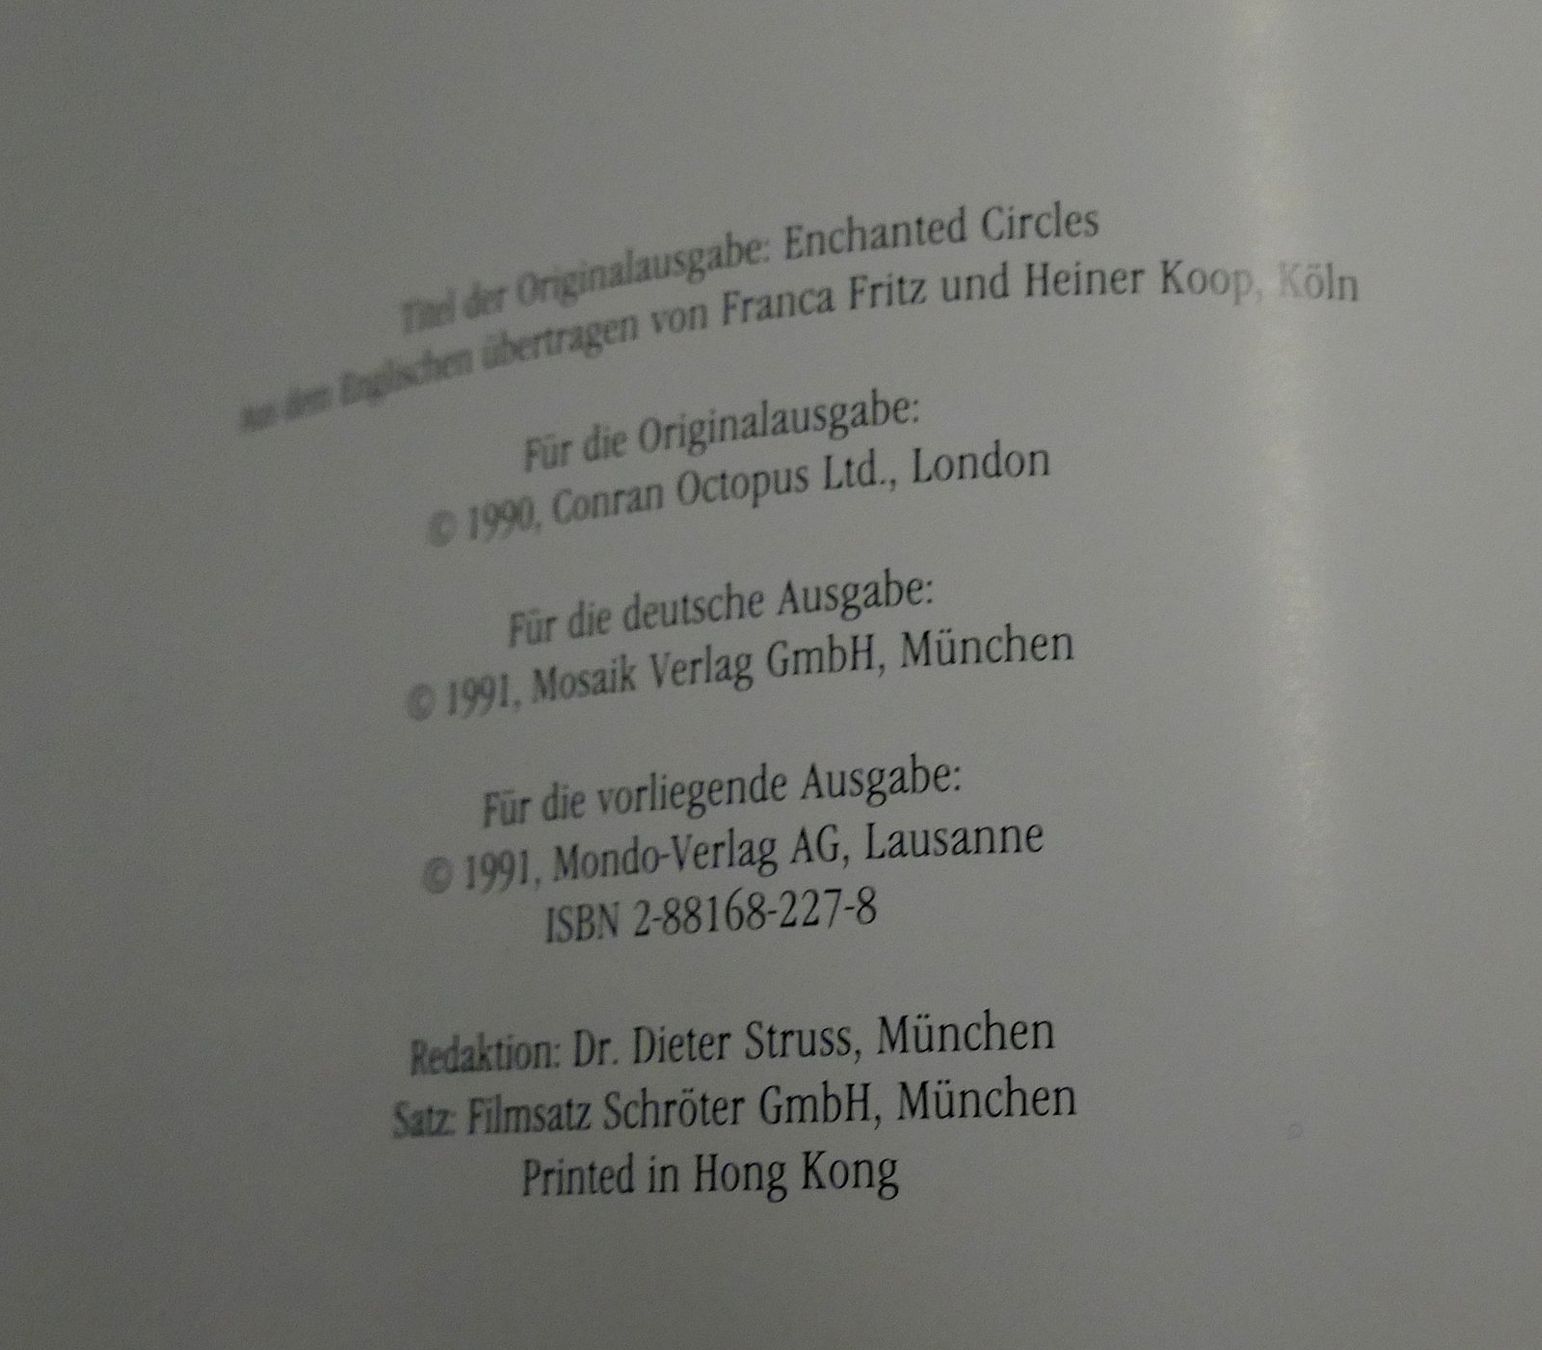 Titel der Originalausgabe: Enchanted Circles
Aus dem Englischen übertragen von Franca Fritz und Heiner Koop, Köln
Für die Originalausgabe:
© 1990, Conran Octopus Ltd., London
Für die deutsche Ausgabe:
© 1991, Mosaik Verlag GmbH, München
Für die vorliegende Ausgabe:
© 1991, Mondo-Verlag AG, Lausanne
ISBN 2-88168-227-8
Redaktion: Dr. Dieter Struss, München
Satz: Filmsatz Schröter GmbH, München
Printed in Hong Kong